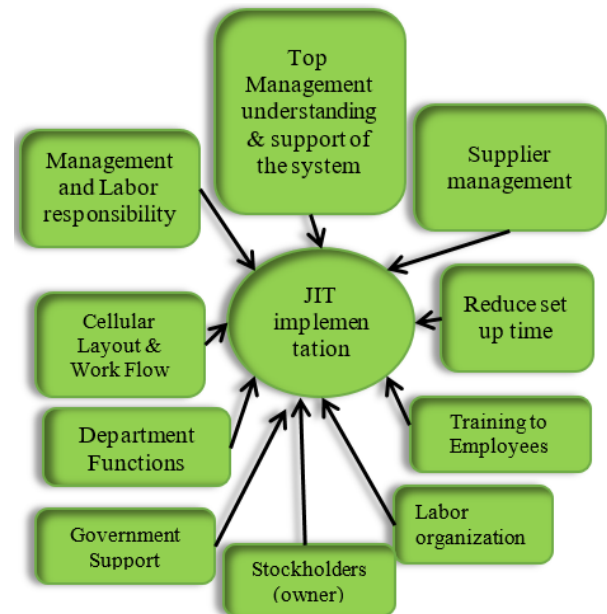 Top
Management
understanding
& support of
the system
Management
and Labor
responsibility
Supplier
management
JIT
implemen
tation
Cellular
Layout &
Work Flow
Reduce set
up time
Department
Functions
Training to
Employees
Government
Support
Labor
organization
Stockholders
(owner)